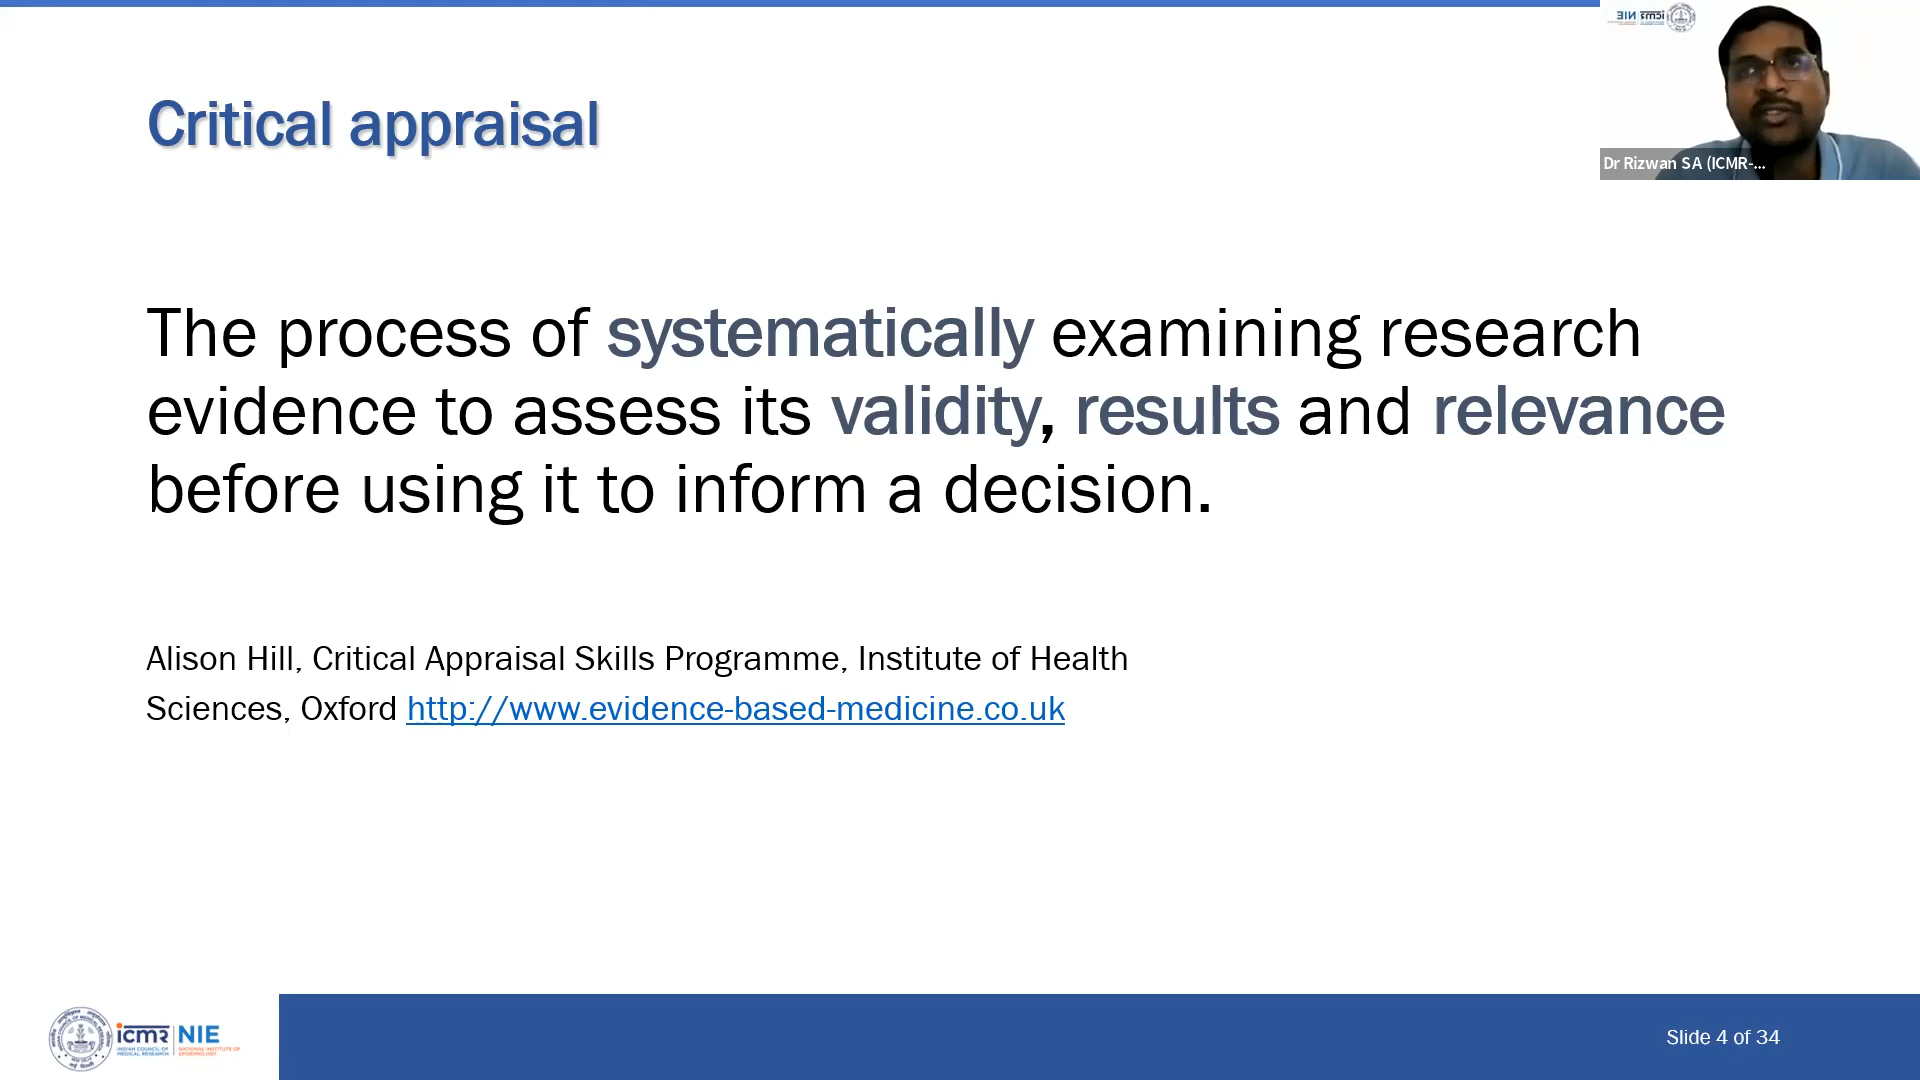 Critical appraisal
Dr Rizwan SA (ICMR-...
The process of systematically examining research
evidence to assess its validity, results and relevance
before using it to inform a decision.
Alison Hill, Critical Appraisal Skills Programme, Institute of Health
Sciences, Oxford http://www.evidence-based-medicine.co.uk
icmr NIE
INDIAN COUNCIL OF
MEDICAL RESEARCH
NATIONAL INSTITUTE OF
EPIDEMIOLOGY
Slide 4 of 34